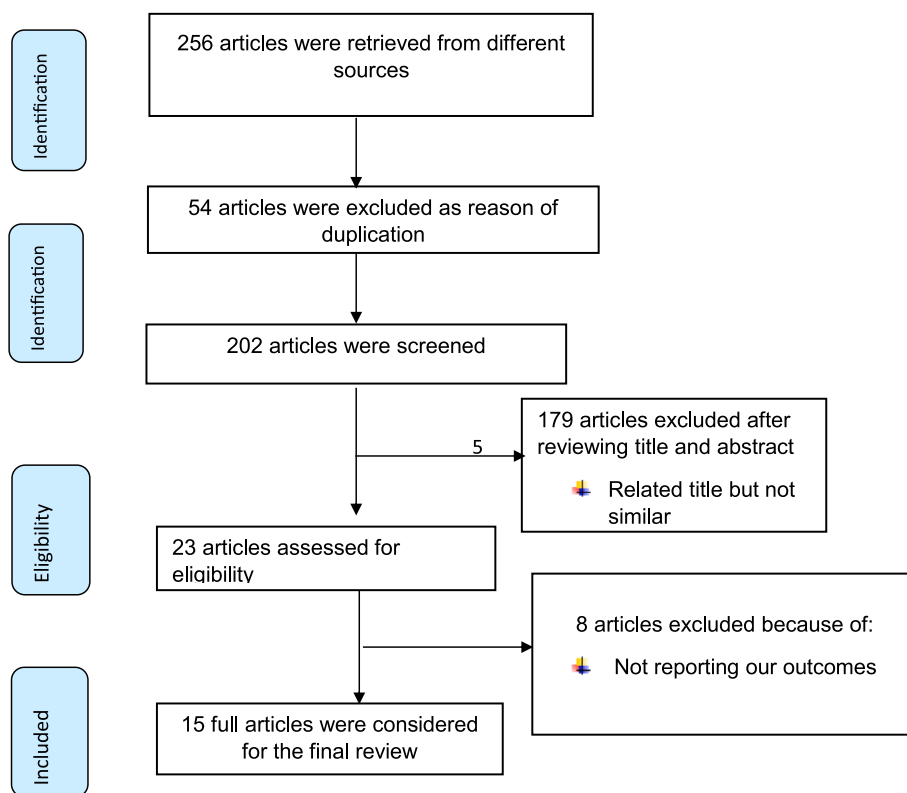 Identification
256 articles were retrieved from different
sources
54 articles were excluded as reason of
duplication
Identification
202 articles were screened
179 articles excluded after
reviewing title and abstract
Related title but not
similar
5
Eligibility
23 articles assessed for
eligibility
8 articles excluded because of:
Not reporting our outcomes
Included
15 full articles were considered
for the final review